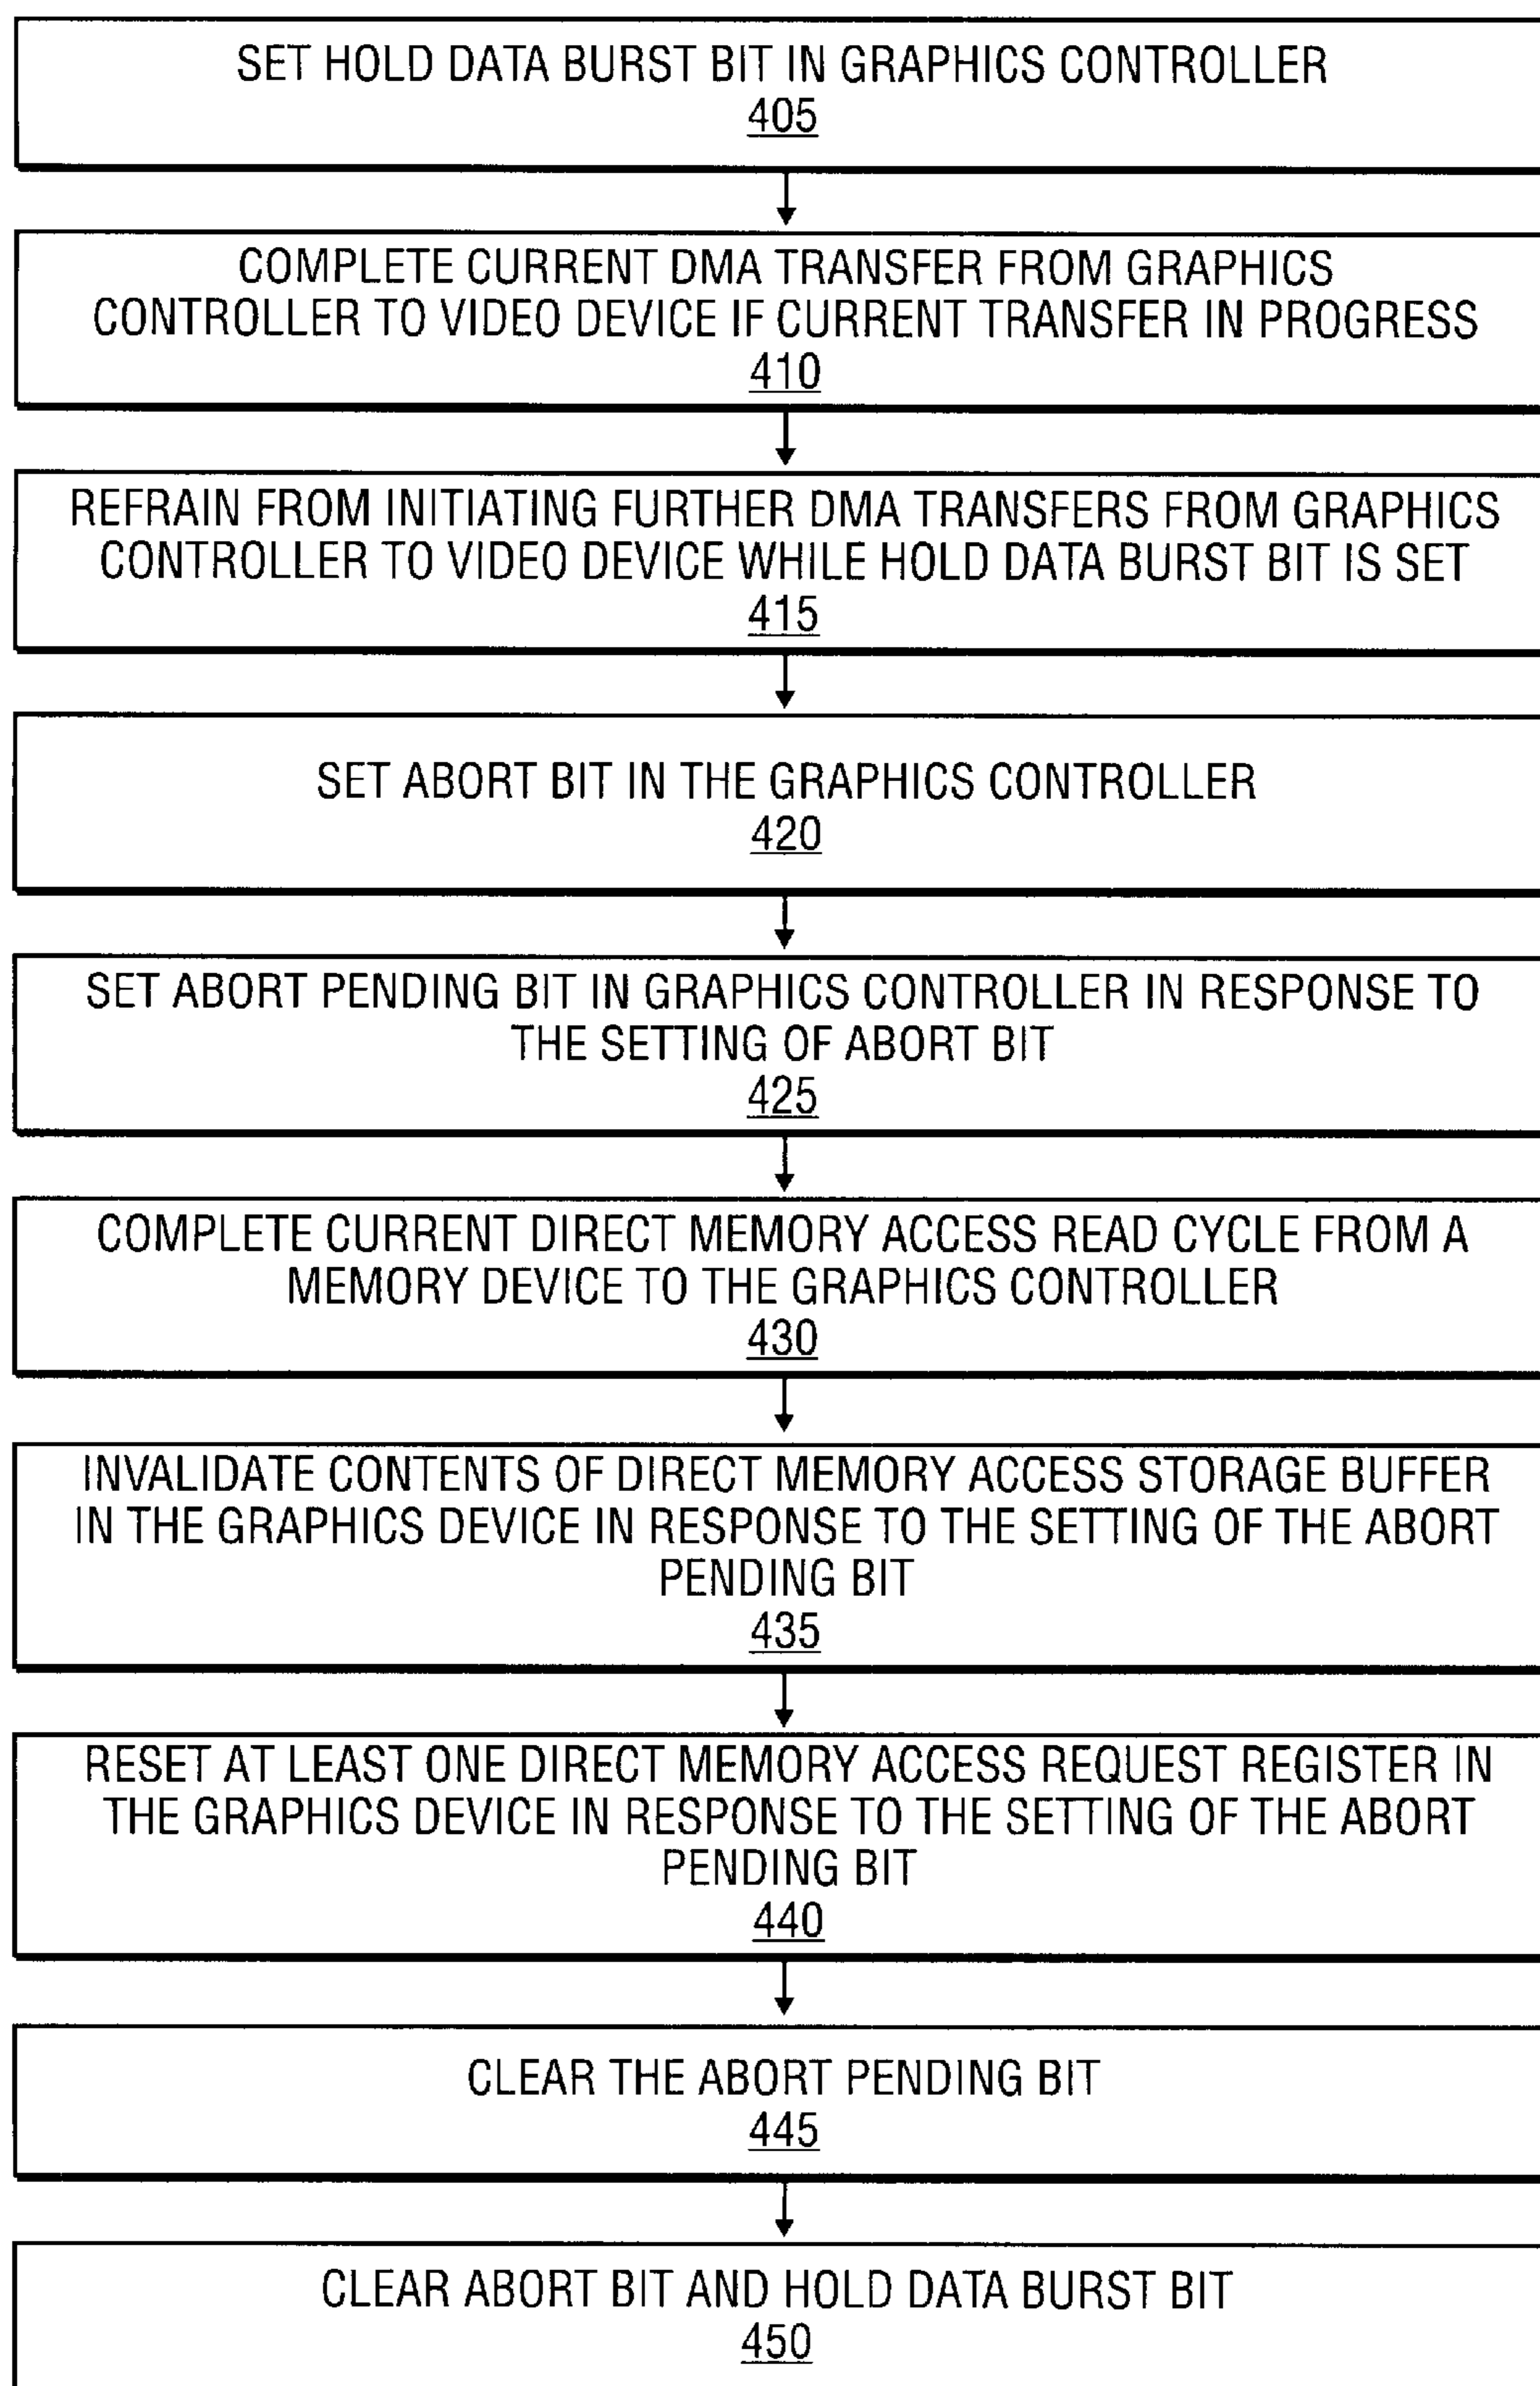 SET HOLD DATA BURST BIT IN GRAPHICS CONTROLLER
405
COMPLETE CURRENT DMA TRANSFER FROM GRAPHICS
CONTROLLER TO VIDEO DEVICE IF CURRENT TRANSFER IN PROGRESS
410
REFRAIN FROM INITIATING FURTHER DMA TRANSFERS FROM GRAPHICS
CONTROLLER TO VIDEO DEVICE WHILE HOLD DATA BURST BIT IS SET
415
SET ABORT BIT IN THE GRAPHICS CONTROLLER
420
SET ABORT PENDING BIT IN GRAPHICS CONTROLLER IN RESPONSE TO
THE SETTING OF ABORT BIT
425
COMPLETE CURRENT DIRECT MEMORY ACCESS READ CYCLE FROM A
MEMORY DEVICE TO THE GRAPHICS CONTROLLER
430
INVALIDATE CONTENTS OF DIRECT MEMORY ACCESS STORAGE BUFFER
IN THE GRAPHICS DEVICE IN RESPONSE TO THE SETTING OF THE ABORT
PENDING BIT
435
RESET AT LEAST ONE DIRECT MEMORY ACCESS REQUEST REGISTER IN
THE GRAPHICS DEVICE IN RESPONSE TO THE SETTING OF THE ABORT
PENDING BIT
440
CLEAR THE ABORT PENDING BIT
445
CLEAR ABORT BIT AND HOLD DATA BURST BIT
450